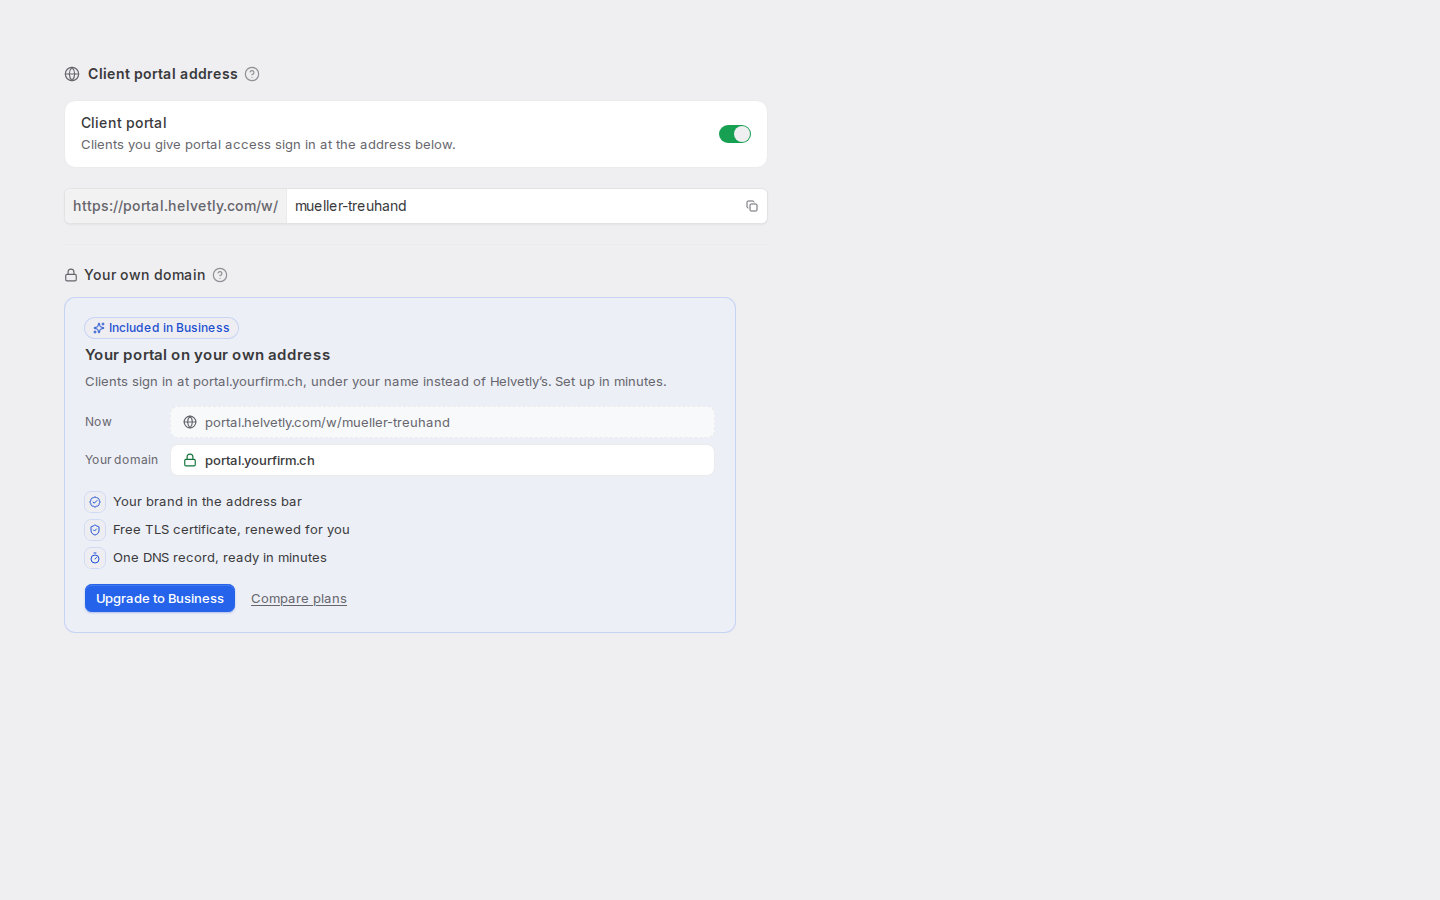 Client portal address
Client portal
Clients you give portal access sign in at the address below.
https://portal.helvetly.com/w/ mueller-treuhand
Your own domain
Included in Business
Your portal on your own address
Clients sign in at portal.yourfirm.ch, under your name instead of Helvetly’s. Set up in minutes.
Now portal.helvetly.com/w/mueller-treuhand
Your domain portal.yourfirm.ch
Your brand in the address bar
Free TLS certificate, renewed for you
One DNS record, ready in minutes
Upgrade to Business Compare plans